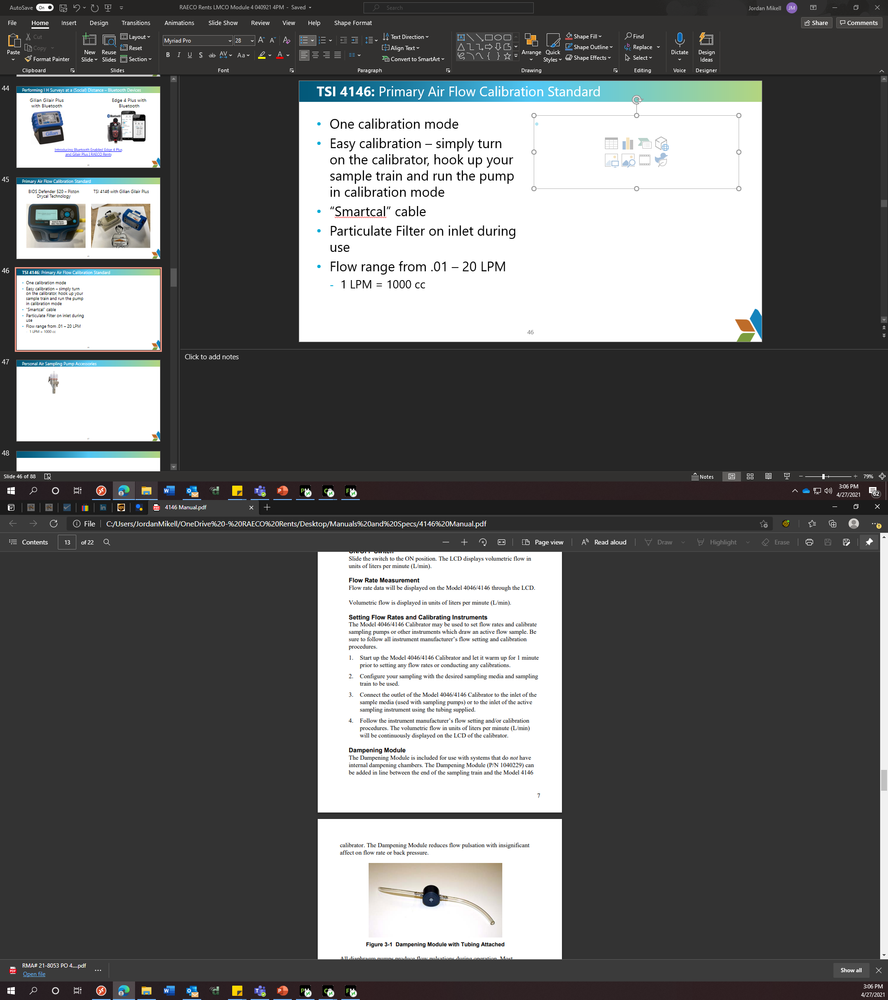 AutoSave On RAECO Rents LMCO Module 4 040921 4PM - Saved Search Jordan Mikell JM
File Home Insert Design Transitions Animations Slide Show Review View Help Shape Format Share Comments
Paste Cut Copy Format Painter
Clipboard
New Slide Reuse Slides Layout Reset Section
Slides
Myriad Pro 28
B I U S ab AV Aa A
Font
Text Direction
Align Text
Convert to SmartArt
Paragraph
Arrange Quick Styles
Shape Fill
Shape Outline
Shape Effects
Drawing
Find
Replace
Select
Editing
Dictate
Voice
Design Ideas
Designer
44
Performing I H Surveys at a (Social) Distance – Bluetooth Devices
Gilian Gilair Plus
with Bluetooth
Edge 4 Plus with
Bluetooth
Bluetooth
Gilian
Introducing Bluetooth Enabled Edge 4 Plus
and Gilair Plus | RAECO Rents
45
Primary Air Flow Calibration Standard
BIOS Defender 520 – Piston
Drycal Technology
TSI 4146 with Gilian Gilair Plus
46
TSI 4146: Primary Air Flow Calibration Standard
One calibration mode
Easy calibration – simply turn
on the calibrator, hook up your
sample train and run the pump
in calibration mode
"Smartcal" cable
Particulate Filter on inlet during
use
Flow range from .01 – 20 LPM
1 LPM = 1000 cc
47
Personal Air Sampling Pump Accessories
48
TSI 4146: Primary Air Flow Calibration Standard
• One calibration mode
• Easy calibration – simply turn
on the calibrator, hook up your
sample train and run the pump
in calibration mode
• “Smartcal” cable
• Particulate Filter on inlet during
use
• Flow range from .01 – 20 LPM
- 1 LPM = 1000 cc
46
Click to add notes
Slide 46 of 88 Notes 79%
3:06 PM
4/27/2021
62
4146 Manual.pdf
File C:/Users/JordanMikell/OneDrive%20-%20RAECO%20Rents/Desktop/Manuals%20and%20Specs/4146%20Manual.pdf
Contents 13 of 22 Page view Read aloud Draw Highlight Erase
ON/OFF Switch
Slide the switch to the ON position. The LCD displays volumetric flow in
units of liters per minute (L/min).
Flow Rate Measurement
Flow rate data will be displayed on the Model 4046/4146 through the LCD.
Volumetric flow is displayed in units of liters per minute (L/min).
Setting Flow Rates and Calibrating Instruments
The Model 4046/4146 Calibrator may be used to set flow rates and calibrate
sampling pumps or other instruments which draw an active flow sample. Be
sure to follow all instrument manufacturer’s flow setting and calibration
procedures.
1. Start up the Model 4046/4146 Calibrator and let it warm up for 1 minute
prior to setting any flow rates or conducting any calibrations.
2. Configure your sampling with the desired sampling media and sampling
train to be used.
3. Connect the outlet of the Model 4046/4146 Calibrator to the inlet of the
sample media (used with sampling pumps) or to the inlet of the active
sampling instrument using the tubing supplied.
4. Follow the instrument manufacturer’s flow setting and/or calibration
procedures. The volumetric flow in units of liters per minute (L/min)
will be continuously displayed on the LCD of the calibrator.
Dampening Module
The Dampening Module is included for use with systems that do not have
internal dampening chambers. The Dampening Module (P/N 1040229) can
be added in line between the end of the sampling train and the Model 4146
7
calibrator. The Dampening Module reduces flow pulsation with insignificant
affect on flow rate or back pressure.
Figure 3-1 Dampening Module with Tubing Attached
All diaphragm pumps produce flow pulsations during operation. Most
RMA# 21-8053 PO 4....pdf
Open file
Show all
3:06 PM
4/27/2021